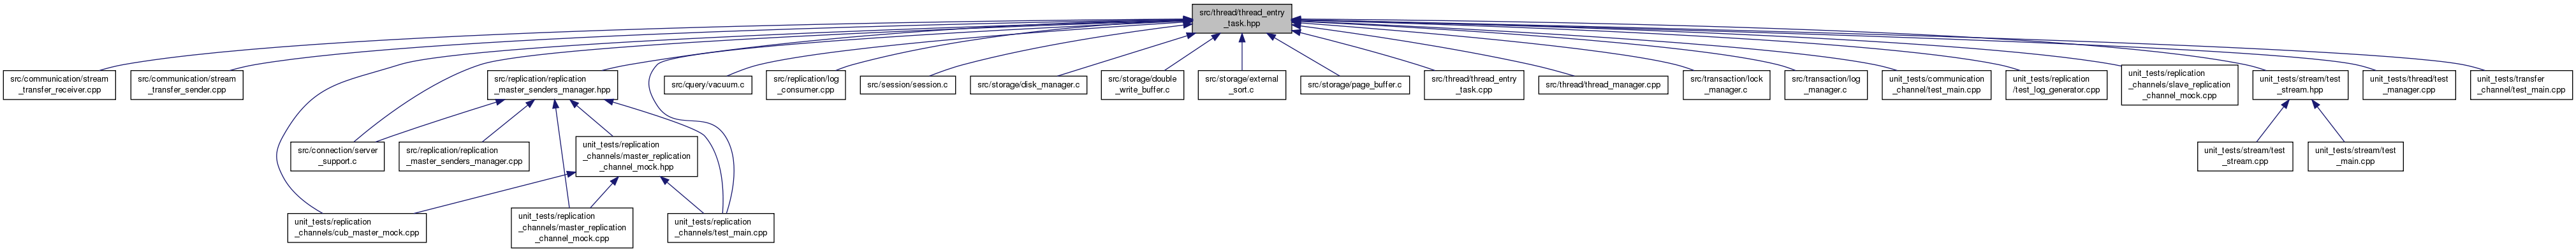 src/thread/thread_entry
_task.hpp
src/communication/stream
_transfer_receiver.cpp
src/communication/stream
_transfer_sender.cpp
src/replication/replication
_master_senders_manager.hpp
src/query/vacuum.c
src/replication/log
_consumer.cpp
src/session/session.c
src/storage/disk_manager.c
src/storage/double
_write_buffer.c
src/storage/external
_sort.c
src/storage/page_buffer.c
src/thread/thread_entry
_task.cpp
src/thread/thread_manager.cpp
src/transaction/lock
_manager.c
src/transaction/log
_manager.c
unit_tests/communication
_channel/test_main.cpp
unit_tests/replication
/test_log_generator.cpp
unit_tests/replication
_channels/slave_replication
_channel_mock.cpp
unit_tests/stream/test
_stream.hpp
unit_tests/thread/test
_manager.cpp
unit_tests/transfer
_channel/test_main.cpp
src/connection/server
_support.c
src/replication/replication
_master_senders_manager.cpp
unit_tests/replication
_channels/master_replication
_channel_mock.hpp
unit_tests/stream/test
_stream.cpp
unit_tests/stream/test
_main.cpp
unit_tests/replication
_channels/cub_master_mock.cpp
unit_tests/replication
_channels/master_replication
_channel_mock.cpp
unit_tests/replication
_channels/test_main.cpp